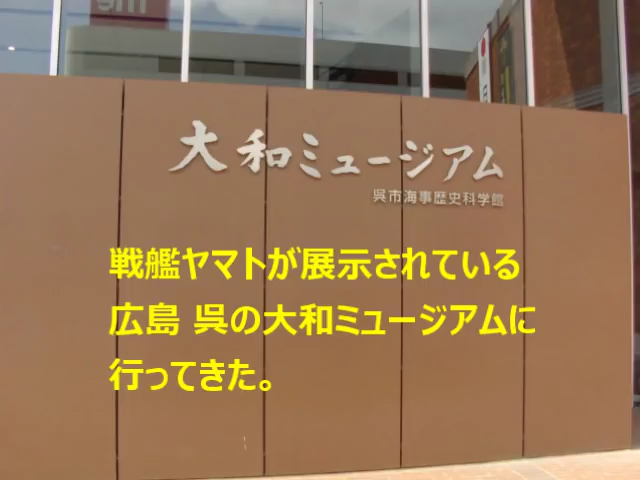 大和ミュージアム
呉市海事歴史科学館
戦艦ヤマトが展示されている
広島 呉の大和ミュージアムに
行ってきた。